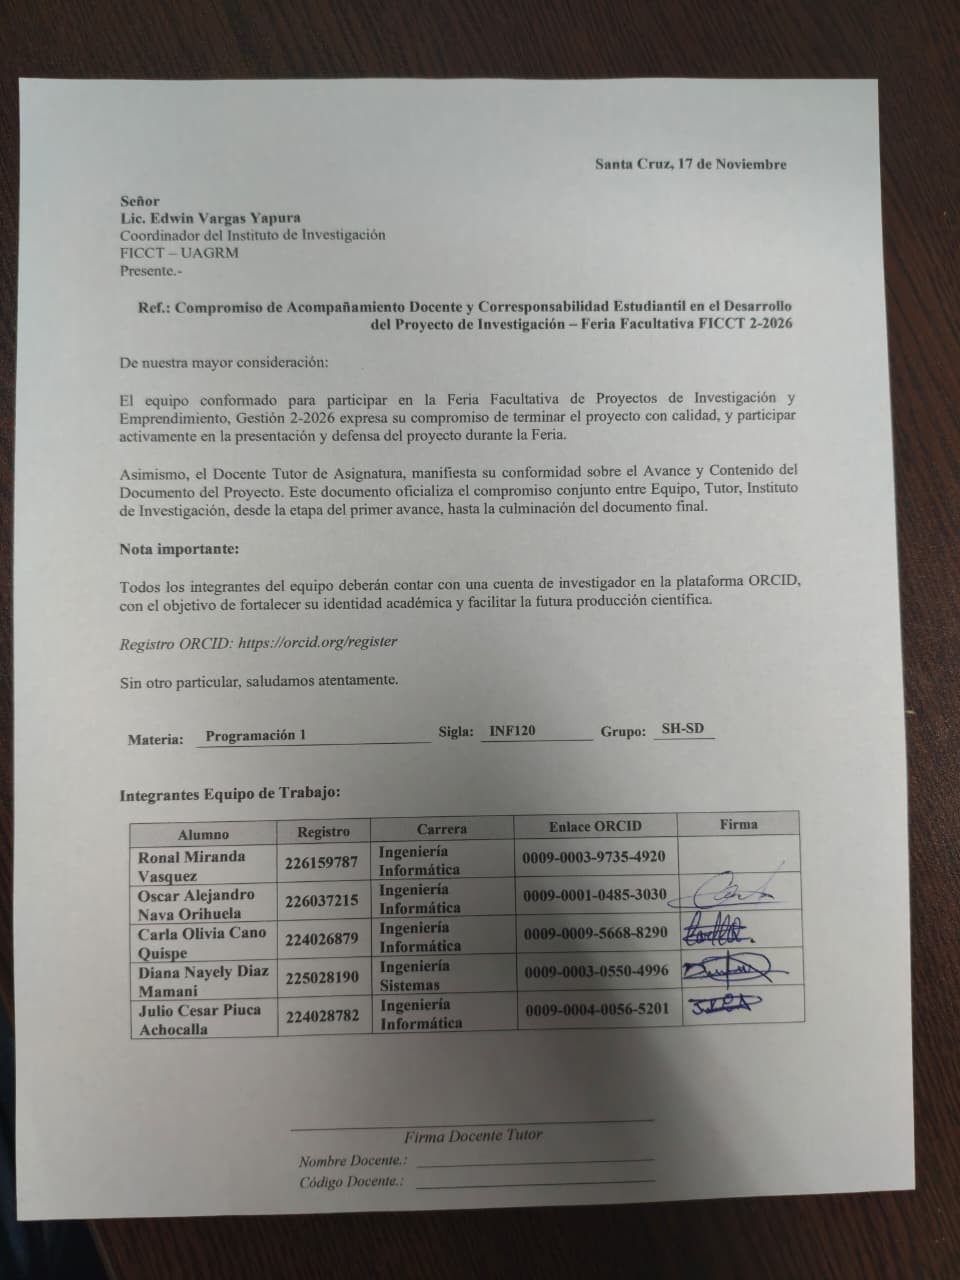 Santa Cruz, 17 de Noviembre
Señor
Lic. Edwin Vargas Yapura
Coordinador del Instituto de Investigación
FICCT – UAGRM
Presente.-
Ref.: Compromiso de Acompañamiento Docente y Corresponsabilidad Estudiantil en el Desarrollo
del Proyecto de Investigación – Feria Facultativa FICCT 2-2026
De nuestra mayor consideración:
El equipo conformado para participar en la Feria Facultativa de Proyectos de Investigación y
Emprendimiento, Gestión 2-2026 expresa su compromiso de terminar el proyecto con calidad, y participar
activamente en la presentación y defensa del proyecto durante la Feria.
Asimismo, el Docente Tutor de Asignatura, manifiesta su conformidad sobre el Avance y Contenido del
Documento del Proyecto. Este documento oficializa el compromiso conjunto entre Equipo, Tutor, Instituto
de Investigación, desde la etapa del primer avance, hasta la culminación del documento final.
Nota importante:
Todos los integrantes del equipo deberán contar con una cuenta de investigador en la plataforma ORCID,
con el objetivo de fortalecer su identidad académica y facilitar la futura producción científica.
Registro ORCID: https://orcid.org/register
Sin otro particular, saludamos atentamente.
Materia: Programación 1 Sigla: INF120 Grupo: SH-SD
Integrantes Equipo de Trabajo:
Alumno Registro Carrera Enlace ORCID Firma
Ronal Miranda Vasquez 226159787 Ingeniería Informática 0009-0003-9735-4920
Oscar Alejandro Nava Orihuela 226037215 Ingeniería Informática 0009-0001-0485-3030
Carla Olivia Cano Quispe 224026879 Ingeniería Informática 0009-0009-5668-8290
Diana Nayely Diaz Mamani 225028190 Ingeniería Sistemas 0009-0003-0550-4996
Julio Cesar Piuca Achocalla 224028782 Ingeniería Informática 0009-0004-0056-5201
Firma Docente Tutor
Nombre Docente.:
Código Docente.: